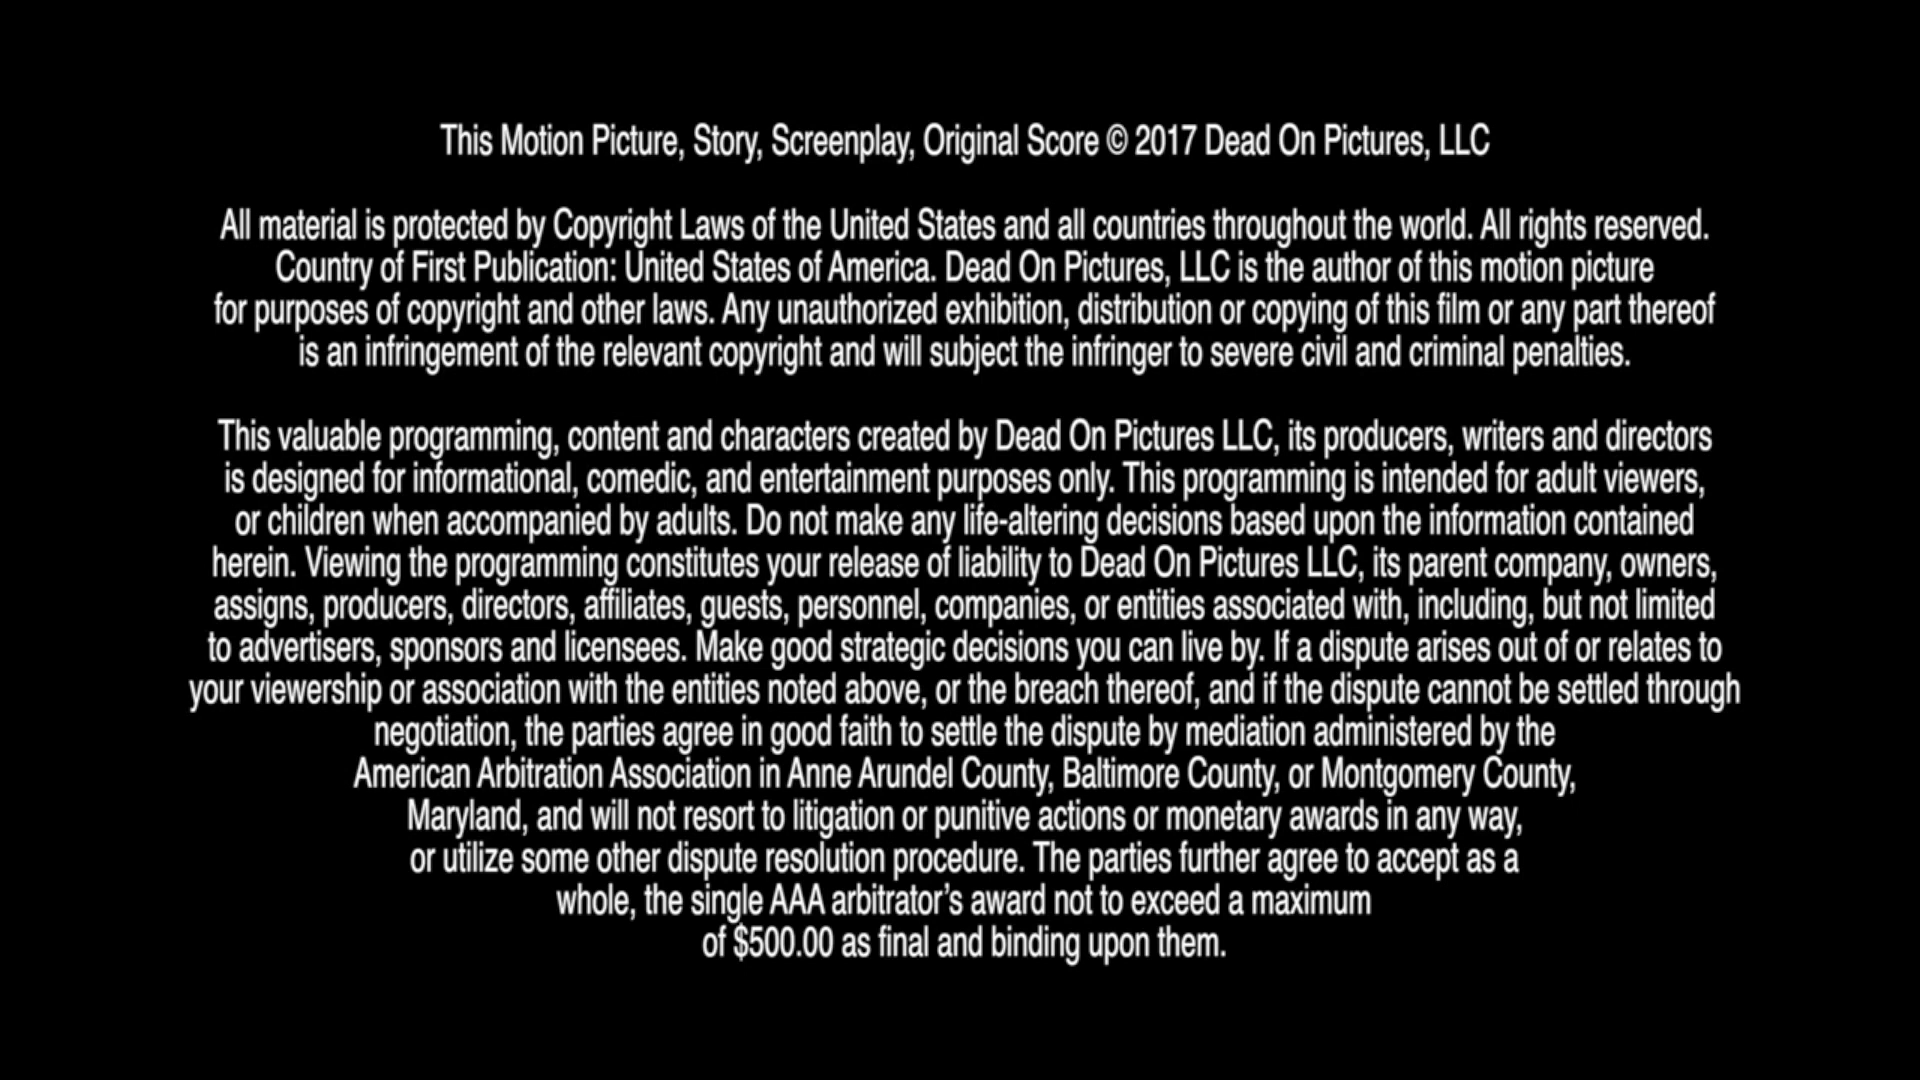 This Motion Picture, Story, Screenplay, Original Score © 2017 Dead On Pictures, LLC
All material is protected by Copyright Laws of the United States and all countries throughout the world. All rights reserved.
Country of First Publication: United States of America. Dead On Pictures, LLC is the author of this motion picture
for purposes of copyright and other laws. Any unauthorized exhibition, distribution or copying of this film or any part thereof
is an infringement of the relevant copyright and will subject the infringer to severe civil and criminal penalties.
This valuable programming, content and characters created by Dead On Pictures LLC, its producers, writers and directors
is designed for informational, comedic, and entertainment purposes only. This programming is intended for adult viewers,
or children when accompanied by adults. Do not make any life-altering decisions based upon the information contained
herein. Viewing the programming constitutes your release of liability to Dead On Pictures LLC, its parent company, owners,
assigns, producers, directors, affiliates, guests, personnel, companies, or entities associated with, including, but not limited
to advertisers, sponsors and licensees. Make good strategic decisions you can live by. If a dispute arises out of or relates to
your viewership or association with the entities noted above, or the breach thereof, and if the dispute cannot be settled through
negotiation, the parties agree in good faith to settle the dispute by mediation administered by the
American Arbitration Association in Anne Arundel County, Baltimore County, or Montgomery County,
Maryland, and will not resort to litigation or punitive actions or monetary awards in any way,
or utilize some other dispute resolution procedure. The parties further agree to accept as a
whole, the single AAA arbitrator’s award not to exceed a maximum
of $500.00 as final and binding upon them.